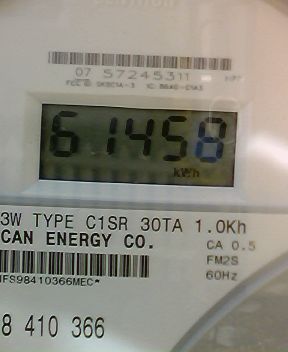 07 57245311
61458
kWh
3W TYPE C1SR 30TA 1.0Kh
CAN ENERGY CO.
CA 0.5
FM2S
60Hz
IFS98410366MEC*
8 410 366